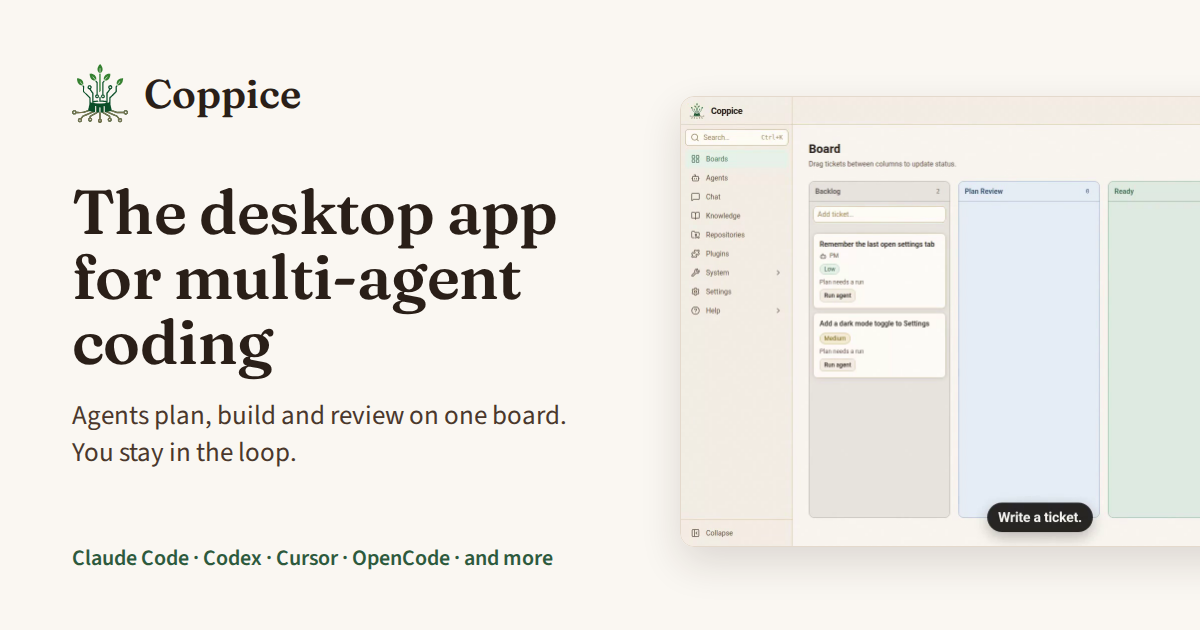 Coppice
The desktop app
for multi-agent
coding
Agents plan, build and review on one board.
You stay in the loop.
Claude Code · Codex · Cursor · OpenCode · and more
Coppice
Search... Ctrl+K
Boards
Agents
Chat
Knowledge
Repositories
Plugins
System
Settings
Help
Collapse
Board
Drag tickets between columns to update status.
Backlog 2
Add ticket...
Remember the last open settings tab
PM
Low
Plan needs a run
Run agent
Add a dark mode toggle to Settings
Medium
Plan needs a run
Run agent
Plan Review 0
Ready
Write a ticket.